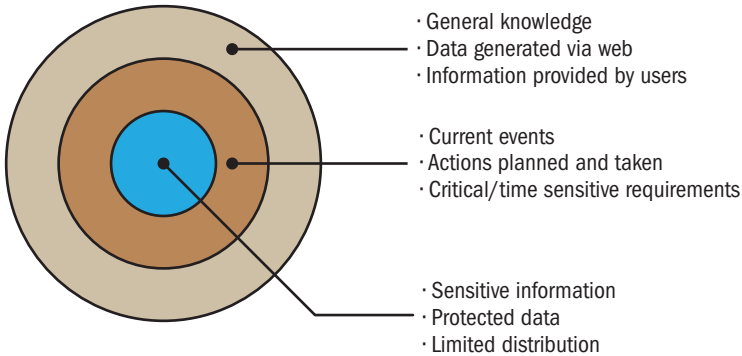 · General knowledge
· Data generated via web
· Information provided by users
· Current events
· Actions planned and taken
· Critical/time sensitive requirements
· Sensitive information
· Protected data
· Limited distribution